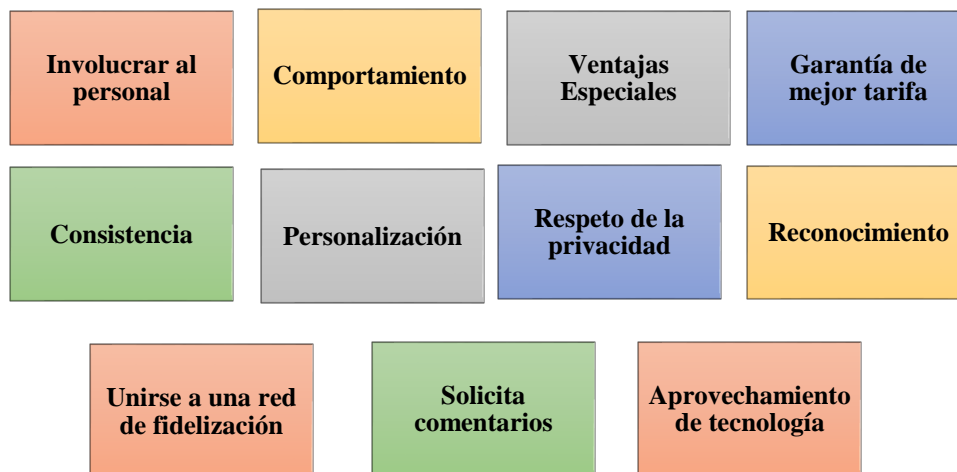 Involucrar al
personal
Comportamiento
Ventajas
Especiales
Garantía de
mejor tarifa
Consistencia
Personalización
Respeto de la
privacidad
Reconocimiento
Unirse a una red
de fidelización
Solicita
comentarios
Aprovechamiento
de tecnología